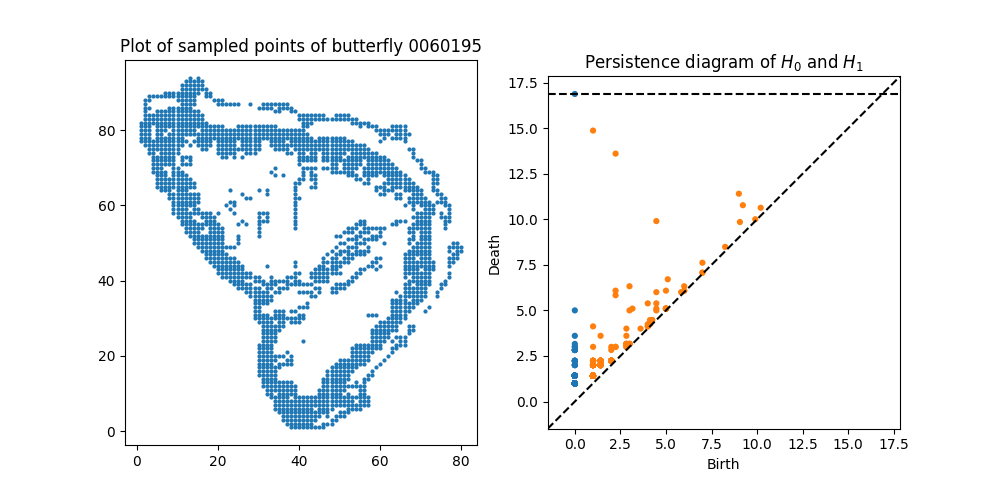 Plot of sampled points of butterfly 0060195
80
60
40
20
0
0 20 40 60 80
Persistence diagram of $H_0$ and $H_1$
Death
17.5
15.0
12.5
10.0
7.5
5.0
2.5
0.0
0.0 2.5 5.0 7.5 10.0 12.5 15.0 17.5
Birth